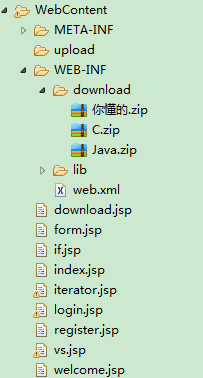 WebContent
META-INF
upload
WEB-INF
download
你懂的.zip
C.zip
Java.zip
lib
web.xml
download.jsp
form.jsp
if.jsp
index.jsp
iterator.jsp
login.jsp
register.jsp
vs.jsp
welcome.jsp